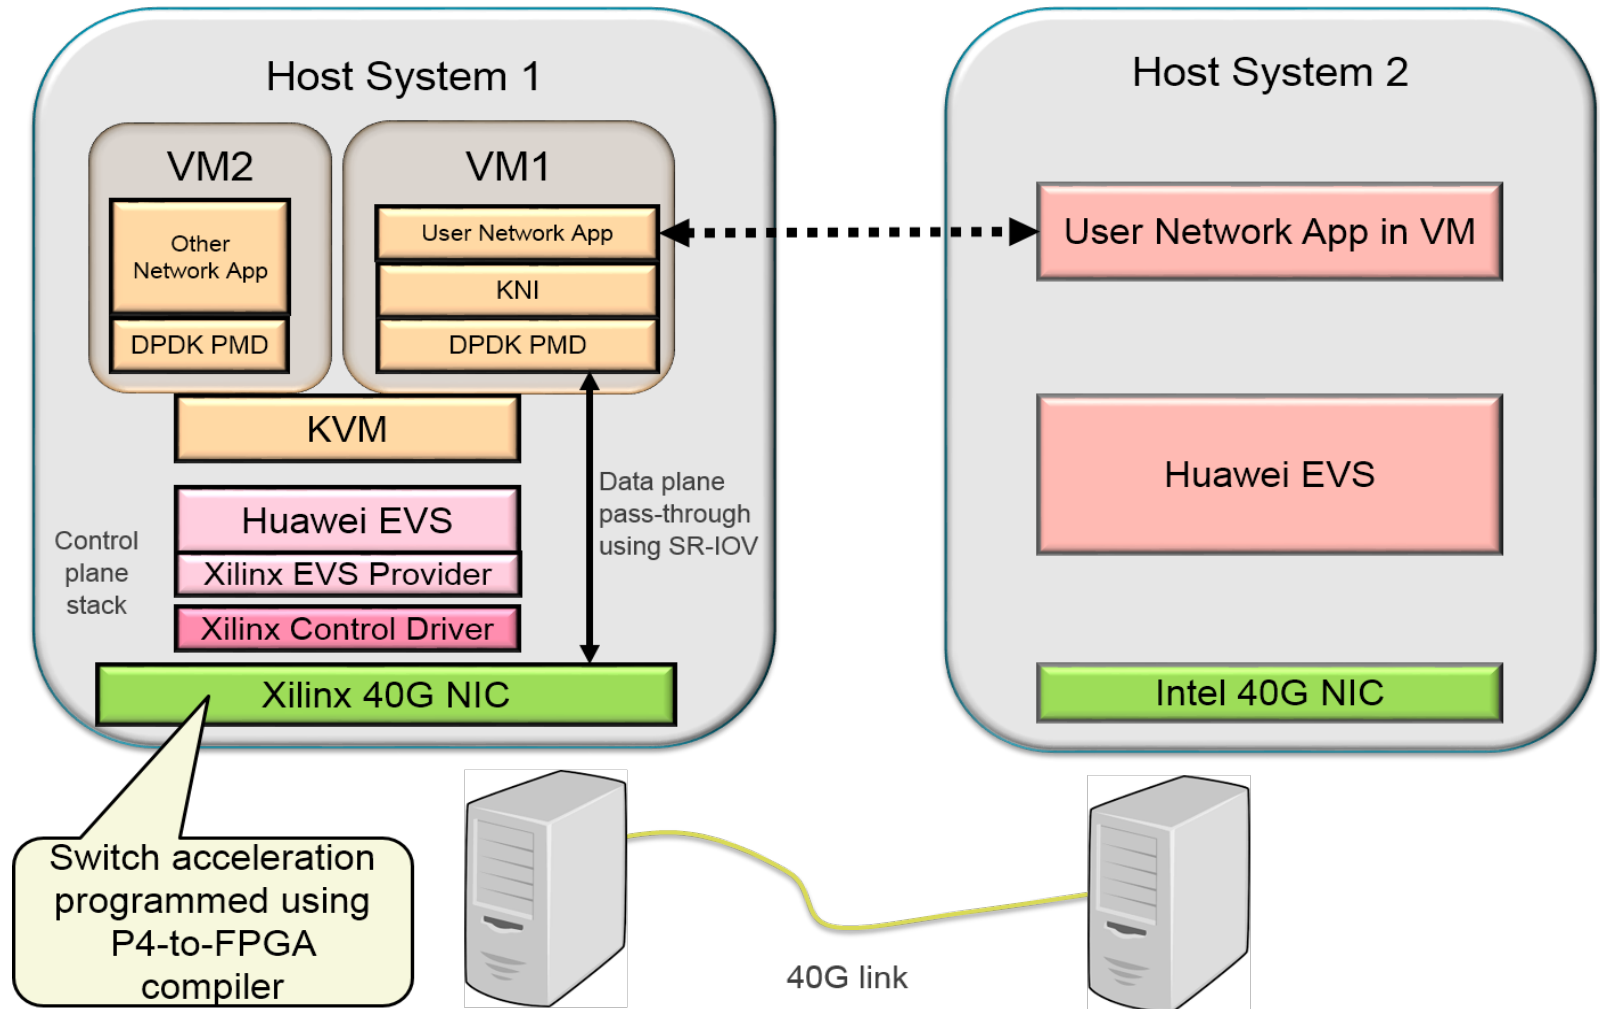 Host System 1
VM2
Other
Network App
DPDK PMD
VM1
User Network App
KNI
DPDK PMD
KVM
Data plane
pass-through
using SR-IOV
Control
plane
stack
Huawei EVS
Xilinx EVS Provider
Xilinx Control Driver
Xilinx 40G NIC
Switch acceleration
programmed using
P4-to-FPGA
compiler
Host System 2
User Network App in VM
Huawei EVS
Intel 40G NIC
40G link